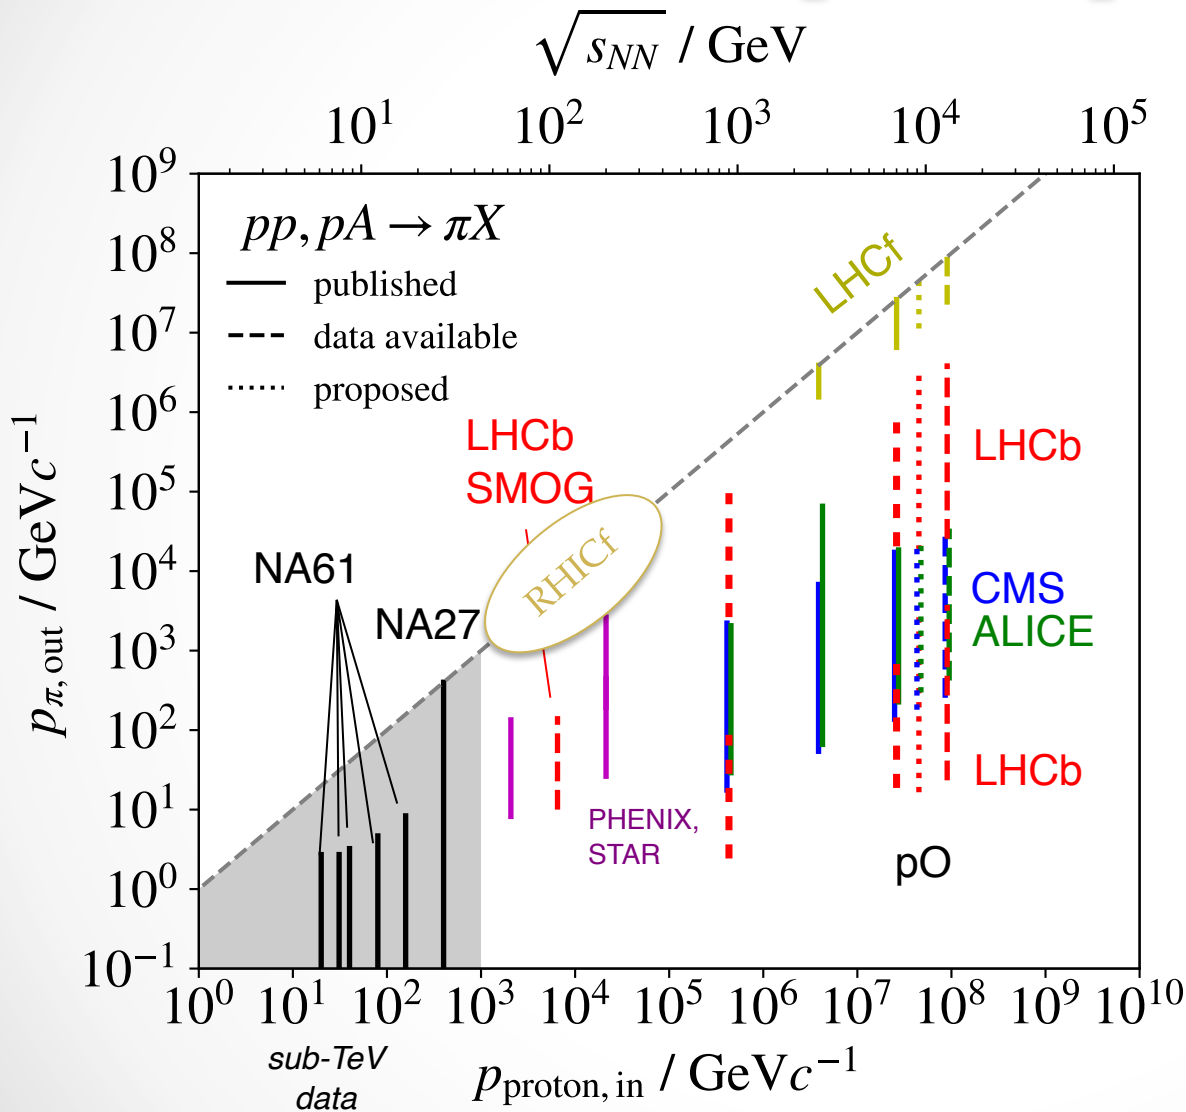 √s_NN / GeV
10^1 10^2 10^3 10^4 10^5
10^9
10^8
10^7
10^6
10^5
10^4
10^3
10^2
10^1
10^0
10^−1
p_π,out / GeVc^−1
pp, pA → πX
published
data available
proposed
LHCf
LHCb
SMOG
RHICf
NA61
NA27
LHCb
CMS
ALICE
LHCb
PHENIX,
STAR
pO
10^0 10^1 10^2 10^3 10^4 10^5 10^6 10^7 10^8 10^9 10^10
sub-TeV
data
p_proton,in / GeVc^−1